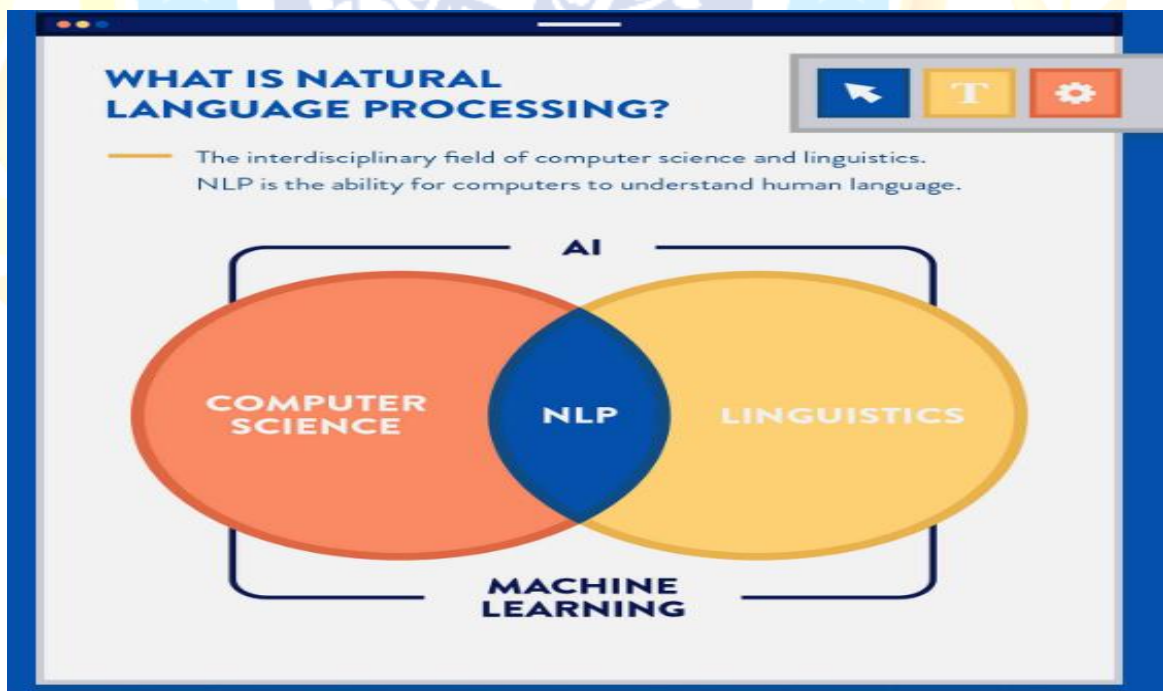 WHAT IS NATURAL
LANGUAGE PROCESSING?
T
The interdisciplinary field of computer science and linguistics.
NLP is the ability for computers to understand human language.
AI
COMPUTER
SCIENCE
NLP
LINGUISTICS
MACHINE
LEARNING